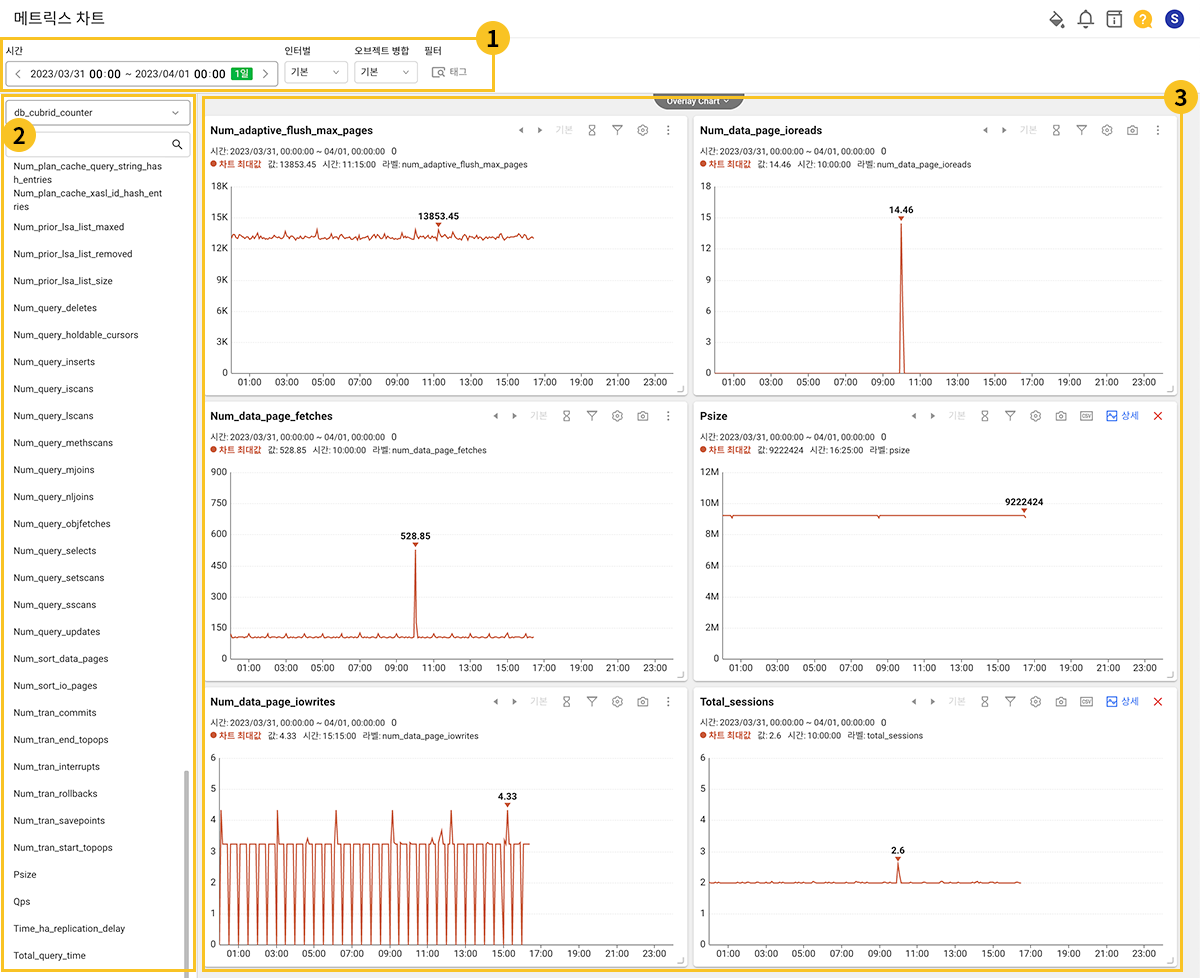 메트릭스 차트
?
S
1
시간
인터벌
오브젝트 병합
필터
2023/03/31 00:00 ~ 2023/04/01 00:00 1일
기본
기본
태그
2
db_cubrid_counter
Num_plan_cache_query_string_has
h_entries
Num_plan_cache_xasl_id_hash_ent
ries
Num_prior_lsa_list_maxed
Num_prior_lsa_list_removed
Num_prior_lsa_list_size
Num_query_deletes
Num_query_holdable_cursors
Num_query_inserts
Num_query_iscans
Num_query_lscans
Num_query_methscans
Num_query_mjoins
Num_query_nljoins
Num_query_objfetches
Num_query_selects
Num_query_setscans
Num_query_sscans
Num_query_updates
Num_sort_data_pages
Num_sort_io_pages
Num_tran_commits
Num_tran_end_topops
Num_tran_interrupts
Num_tran_rollbacks
Num_tran_savepoints
Num_tran_start_topops
Psize
Qps
Time_ha_replication_delay
Total_query_time
3
Overlay Chart
Num_adaptive_flush_max_pages
기본
시간: 2023/03/31, 00:00:00 ~ 04/01, 00:00:00 0
차트 최대값 값: 13853.45 시간: 11:15:00 라벨: num_adaptive_flush_max_pages
18K
15K
12K
9K
6K
3K
0
13853.45
01:00 03:00 05:00 07:00 09:00 11:00 13:00 15:00 17:00 19:00 21:00 23:00
Num_data_page_ioreads
기본
시간: 2023/03/31, 00:00:00 ~ 04/01, 00:00:00 0
차트 최대값 값: 14.46 시간: 10:00:00 라벨: num_data_page_ioreads
18
15
12
9
6
3
0
14.46
01:00 03:00 05:00 07:00 09:00 11:00 13:00 15:00 17:00 19:00 21:00 23:00
Num_data_page_fetches
기본
시간: 2023/03/31, 00:00:00 ~ 04/01, 00:00:00 0
차트 최대값 값: 528.85 시간: 10:00:00 라벨: num_data_page_fetches
900
750
600
450
300
150
0
528.85
01:00 03:00 05:00 07:00 09:00 11:00 13:00 15:00 17:00 19:00 21:00 23:00
Psize
기본
CSV
상세
시간: 2023/03/31, 00:00:00 ~ 04/01, 00:00:00 0
차트 최대값 값: 9222424 시간: 16:25:00 라벨: psize
12M
10M
8M
6M
4M
2M
0
9222424
01:00 03:00 05:00 07:00 09:00 11:00 13:00 15:00 17:00 19:00 21:00 23:00
Num_data_page_iowrites
기본
시간: 2023/03/31, 00:00:00 ~ 04/01, 00:00:00 0
차트 최대값 값: 4.33 시간: 15:15:00 라벨: num_data_page_iowrites
6
5
4
3
2
1
0
4.33
01:00 03:00 05:00 07:00 09:00 11:00 13:00 15:00 17:00 19:00 21:00 23:00
Total_sessions
기본
CSV
상세
시간: 2023/03/31, 00:00:00 ~ 04/01, 00:00:00 0
차트 최대값 값: 2.6 시간: 10:00:00 라벨: total_sessions
6
5
4
3
2
1
0
2.6
01:00 03:00 05:00 07:00 09:00 11:00 13:00 15:00 17:00 19:00 21:00 23:00